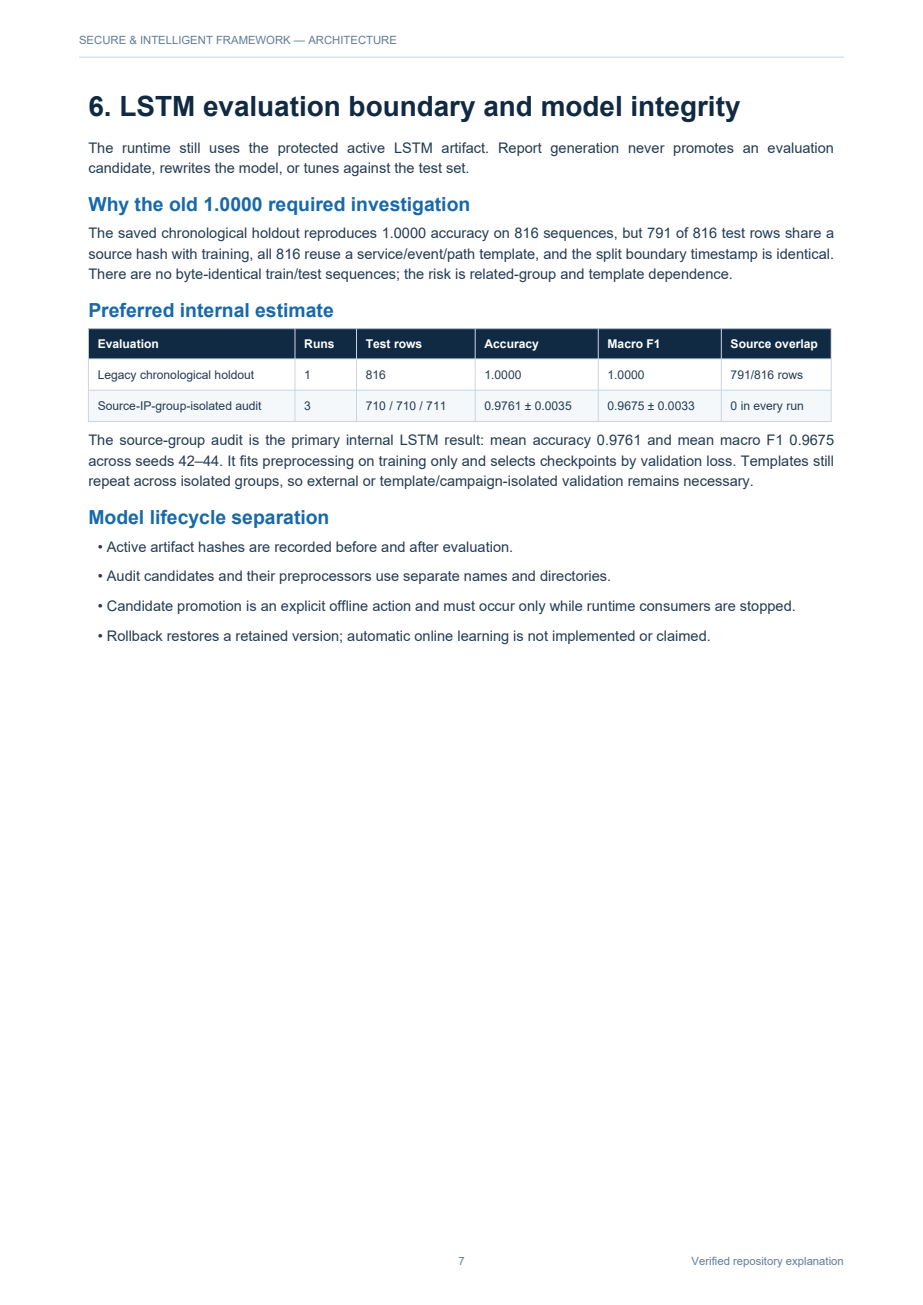 SECURE & INTELLIGENT FRAMEWORK — ARCHITECTURE
6. LSTM evaluation boundary and model integrity
The runtime still uses the protected active LSTM artifact. Report generation never promotes an evaluation
candidate, rewrites the model, or tunes against the test set.
Why the old 1.0000 required investigation
The saved chronological holdout reproduces 1.0000 accuracy on 816 sequences, but 791 of 816 test rows share a
source hash with training, all 816 reuse a service/event/path template, and the split boundary timestamp is identical.
There are no byte-identical train/test sequences; the risk is related-group and template dependence.
Preferred internal estimate
Evaluation Runs Test rows Accuracy Macro F1 Source overlap
Legacy chronological holdout 1 816 1.0000 1.0000 791/816 rows
Source-IP-group-isolated audit 3 710 / 710 / 711 0.9761 ± 0.0035 0.9675 ± 0.0033 0 in every run
The source-group audit is the primary internal LSTM result: mean accuracy 0.9761 and mean macro F1 0.9675
across seeds 42–44. It fits preprocessing on training only and selects checkpoints by validation loss. Templates still
repeat across isolated groups, so external or template/campaign-isolated validation remains necessary.
Model lifecycle separation
• Active artifact hashes are recorded before and after evaluation.
• Audit candidates and their preprocessors use separate names and directories.
• Candidate promotion is an explicit offline action and must occur only while runtime consumers are stopped.
• Rollback restores a retained version; automatic online learning is not implemented or claimed.
7 Verified repository explanation